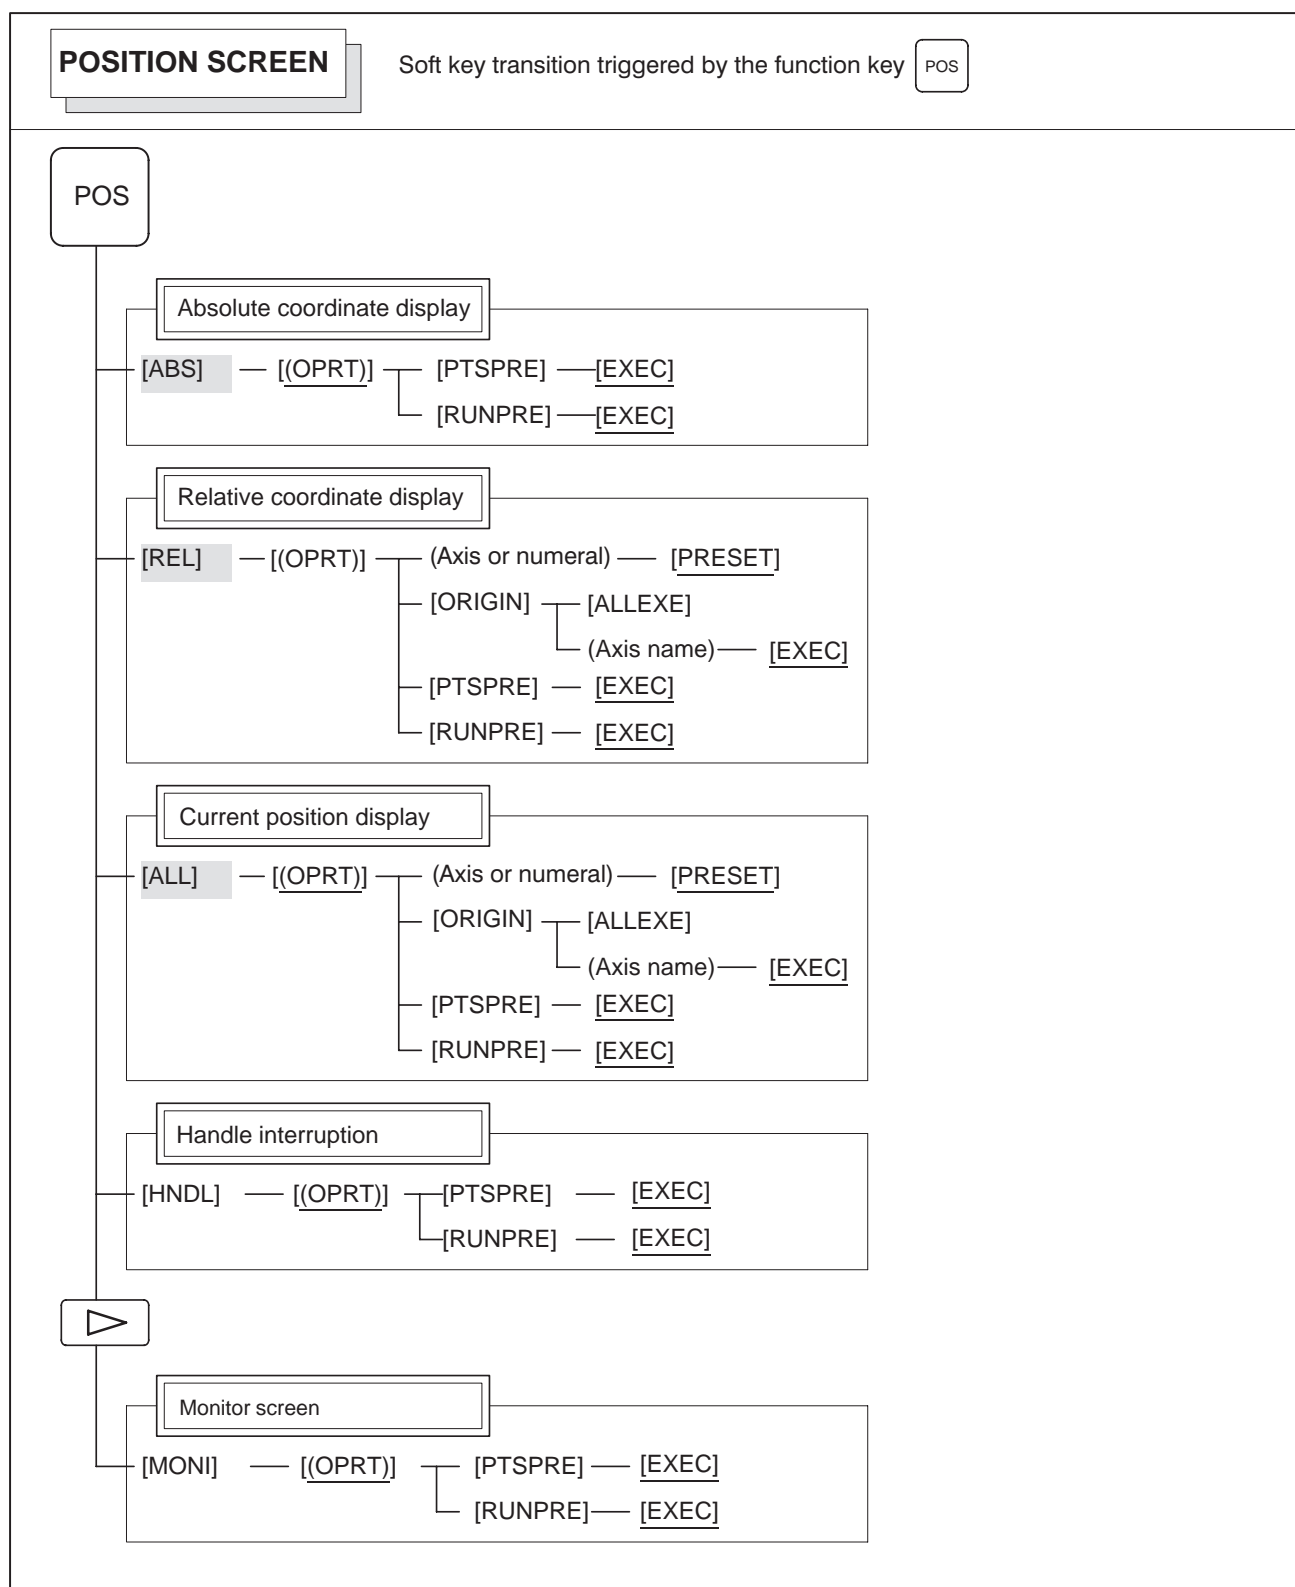 POSITION SCREEN
Soft key transition triggered by the function key POS
POS
Absolute coordinate display
[ABS] [(OPRT)] [PTSPRE] [EXEC]
[RUNPRE] [EXEC]
Relative coordinate display
[REL] [(OPRT)] (Axis or numeral) [PRESET]
[ORIGIN] [ALLEXE]
(Axis name) [EXEC]
[PTSPRE] [EXEC]
[RUNPRE] [EXEC]
Current position display
[ALL] [(OPRT)] (Axis or numeral) [PRESET]
[ORIGIN] [ALLEXE]
(Axis name) [EXEC]
[PTSPRE] [EXEC]
[RUNPRE] [EXEC]
Handle interruption
[HNDL] [(OPRT)] [PTSPRE] [EXEC]
[RUNPRE] [EXEC]
Monitor screen
[MONI] [(OPRT)] [PTSPRE] [EXEC]
[RUNPRE] [EXEC]